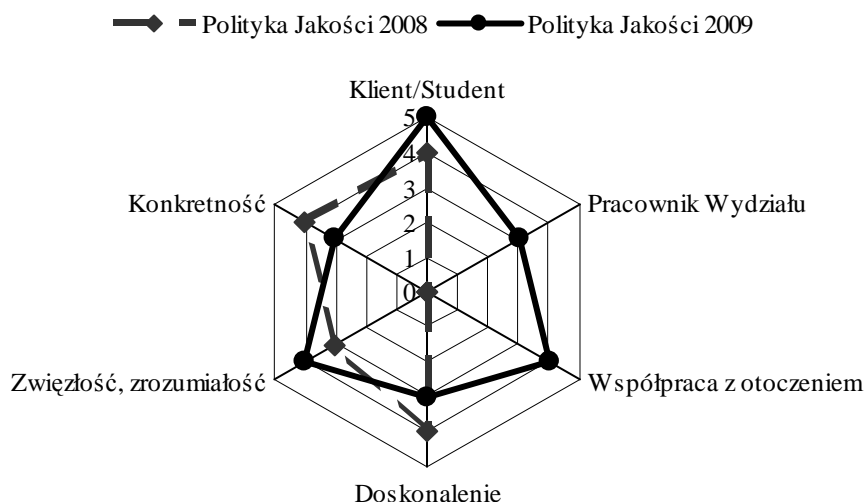 Polityka Jakości 2008 Polityka Jakości 2009
Klient/Student
5
4
3
2
1
0
Konkretność
Pracownik Wydziału
Zwięzłość, zrozumiałość
Współpraca z otoczeniem
Doskonalenie